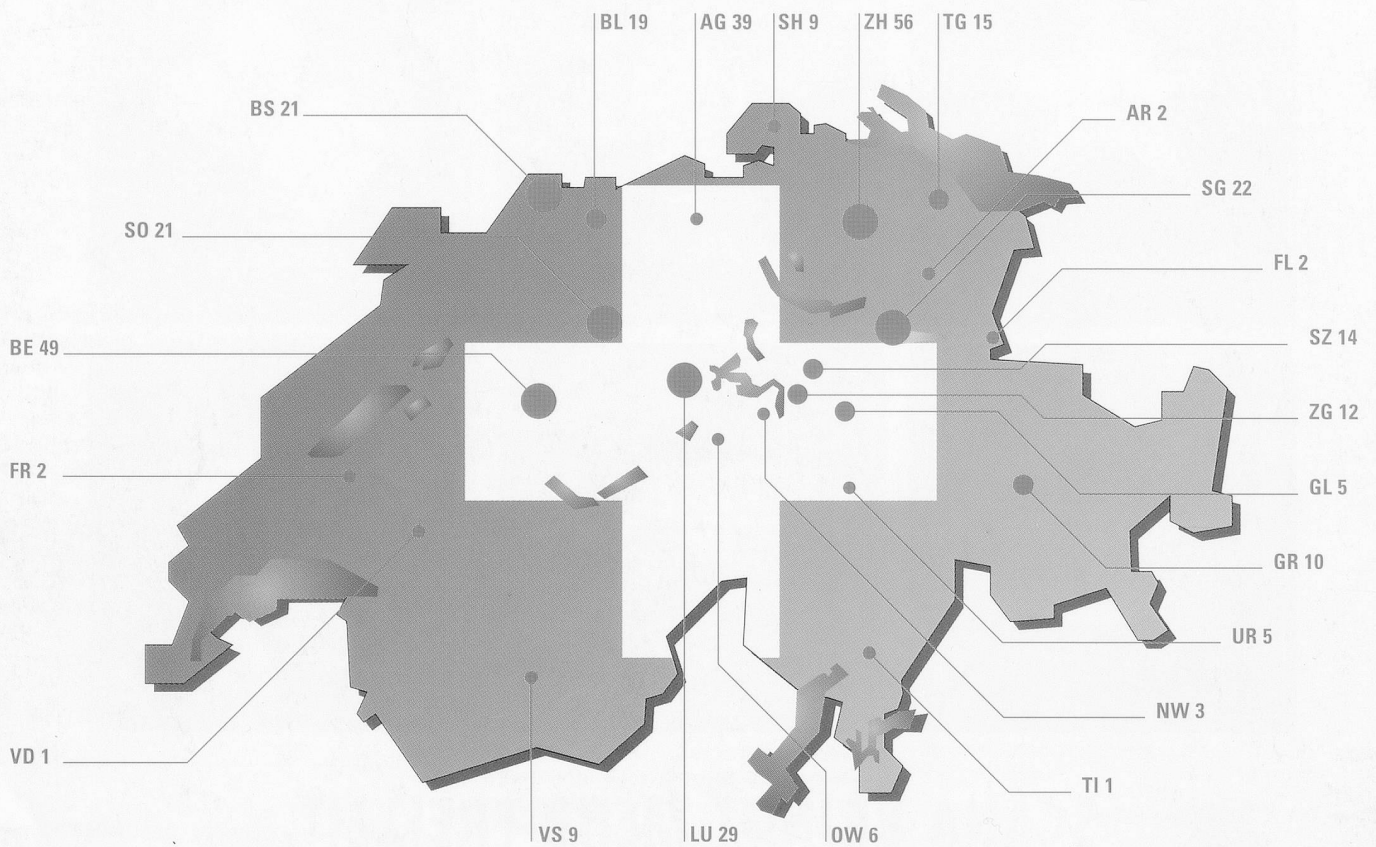 BL 19
AG 39
SH 9
ZH 56
TG 15
BS 21
AR 2
SG 22
SO 21
FL 2
SZ 14
BE 49
ZG 12
FR 2
GL 5
GR 10
UR 5
NW 3
VD 1
TI 1
VS 9
LU 29
OW 6